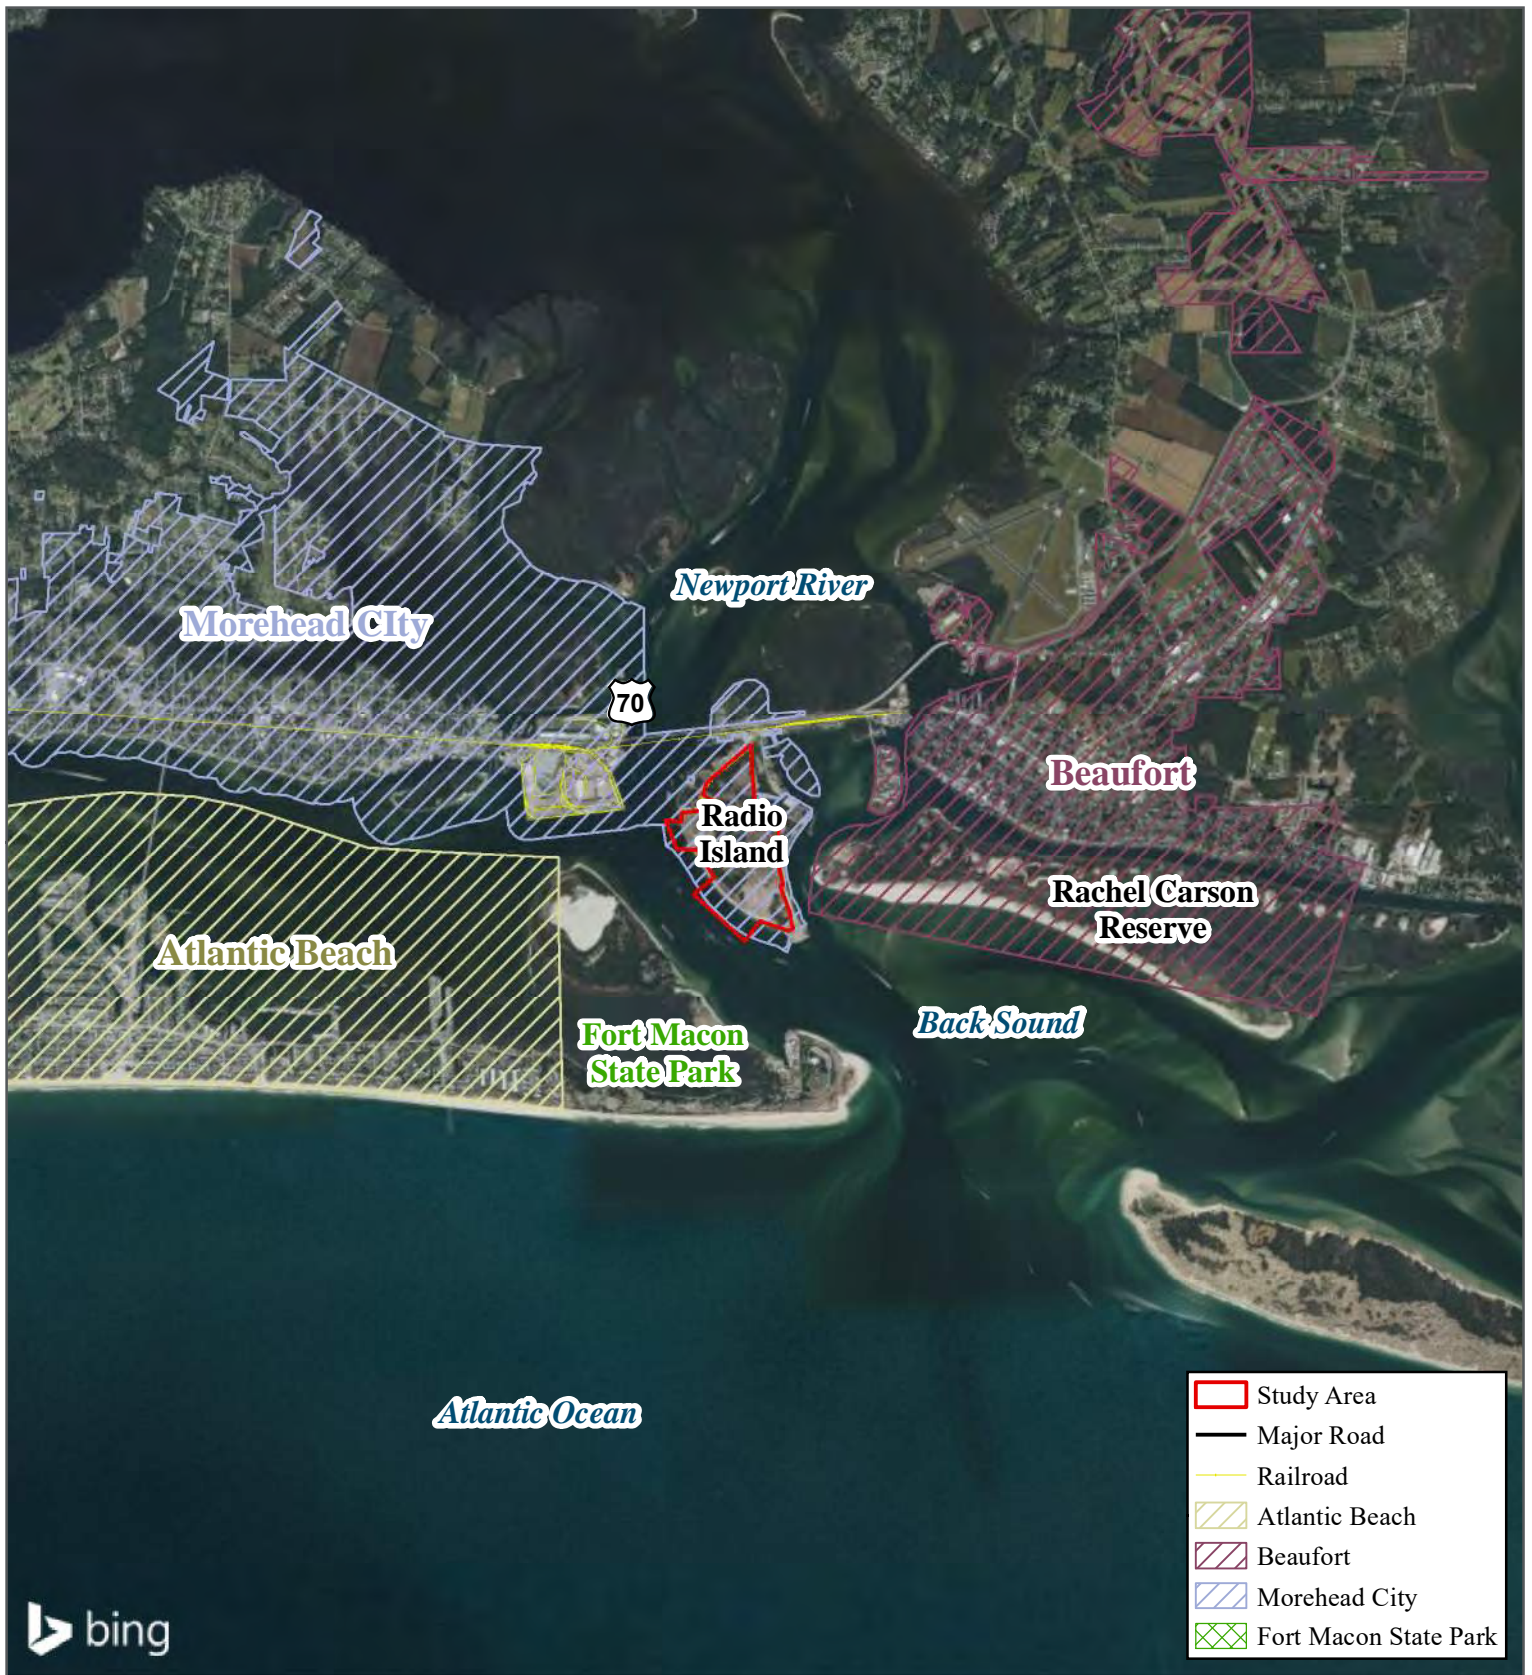 Newport River
Morehead CIty
70
Beaufort
Radio
Island
Rachel Carson
Reserve
Atlantic Beach
Back Sound
Fort Macon
State Park
Atlantic Ocean
Study Area
Major Road
Railroad
Atlantic Beach
Beaufort
Morehead City
Fort Macon State Park
bing